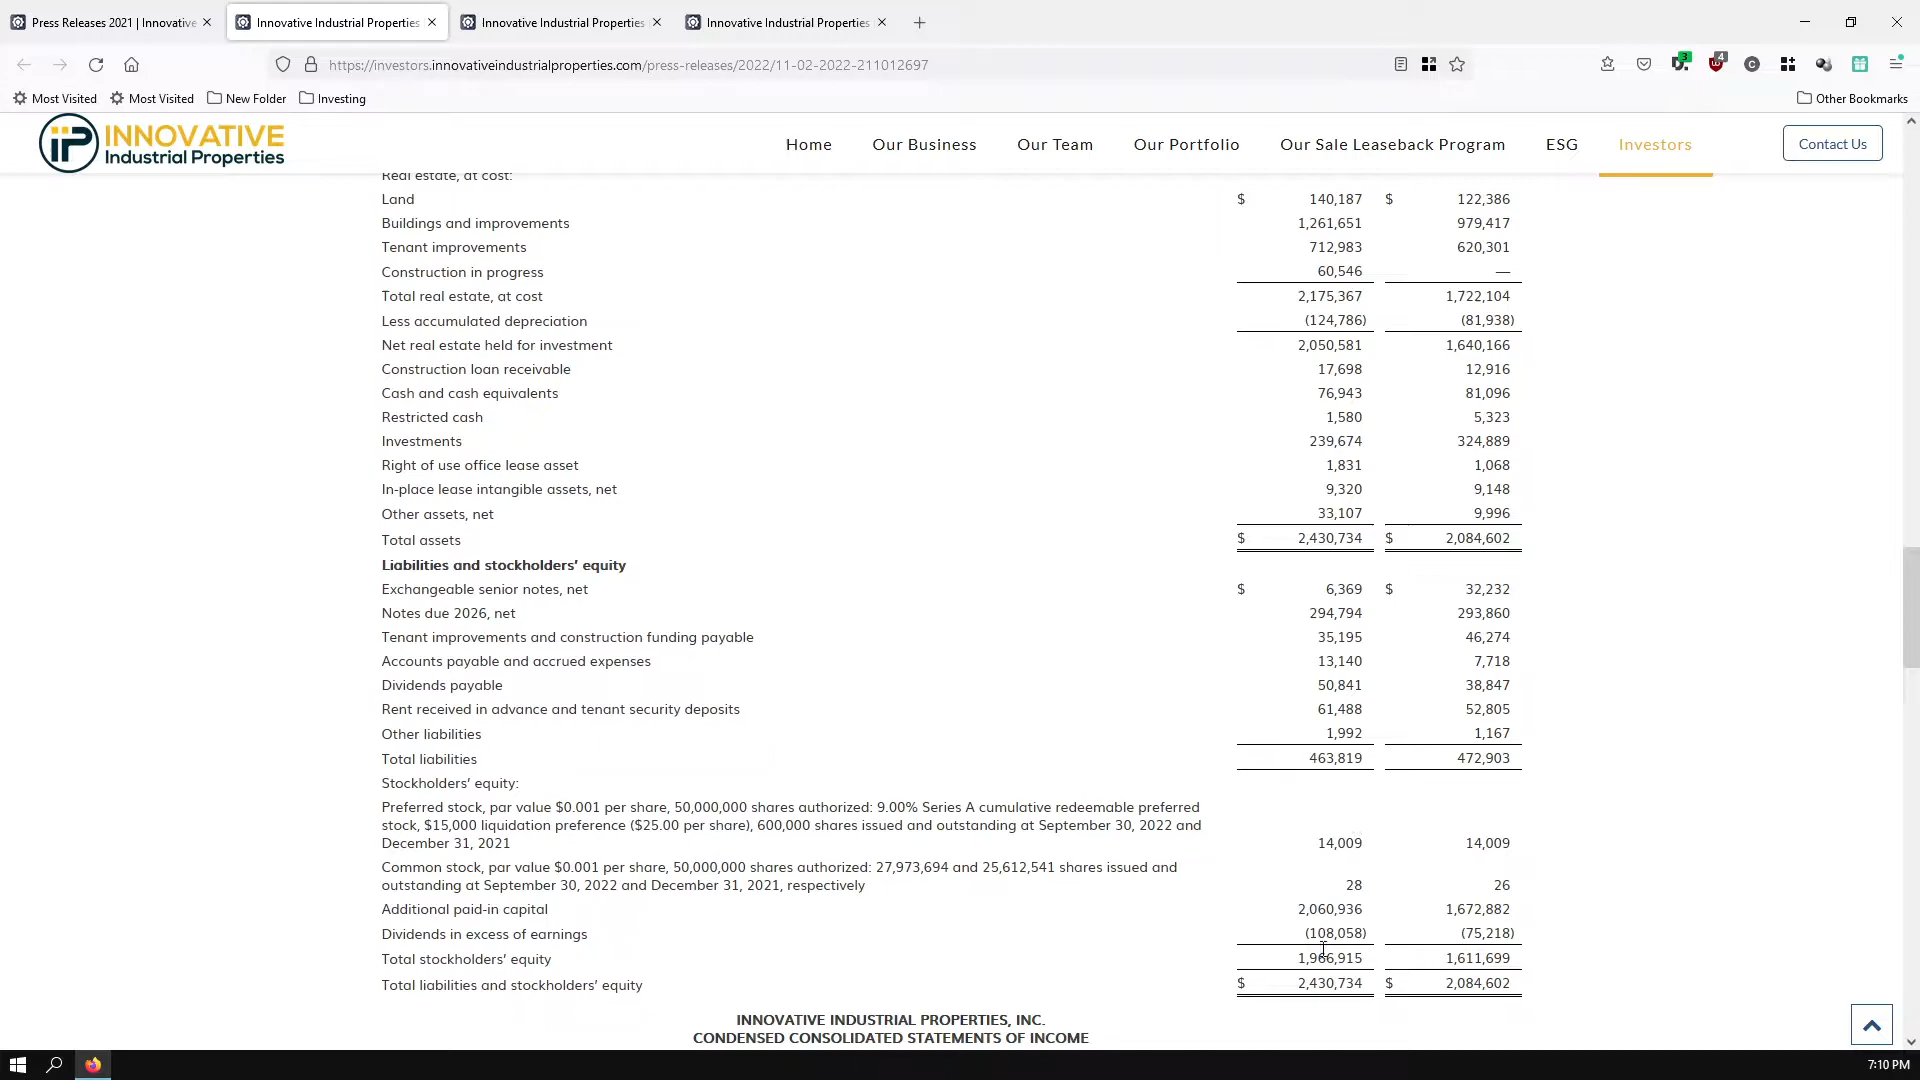 Press Releases 2021 | Innovative
Innovative Industrial Properties
Innovative Industrial Properties
Innovative Industrial Properties
https://investors.innovativeindustrialproperties.com/press-releases/2022/11-02-2022-211012697
3
4
C
Most Visited
Most Visited
New Folder
Investing
Other Bookmarks
IIP INNOVATIVE
Industrial Properties
Home
Our Business
Our Team
Our Portfolio
Our Sale Leaseback Program
ESG
Investors
Contact Us
Real estate, at cost:
Land $ 140,187 $ 122,386
Buildings and improvements 1,261,651 979,417
Tenant improvements 712,983 620,301
Construction in progress 60,546 —
Total real estate, at cost 2,175,367 1,722,104
Less accumulated depreciation (124,786) (81,938)
Net real estate held for investment 2,050,581 1,640,166
Construction loan receivable 17,698 12,916
Cash and cash equivalents 76,943 81,096
Restricted cash 1,580 5,323
Investments 239,674 324,889
Right of use office lease asset 1,831 1,068
In-place lease intangible assets, net 9,320 9,148
Other assets, net 33,107 9,996
Total assets $ 2,430,734 $ 2,084,602
Liabilities and stockholders’ equity
Exchangeable senior notes, net $ 6,369 $ 32,232
Notes due 2026, net 294,794 293,860
Tenant improvements and construction funding payable 35,195 46,274
Accounts payable and accrued expenses 13,140 7,718
Dividends payable 50,841 38,847
Rent received in advance and tenant security deposits 61,488 52,805
Other liabilities 1,992 1,167
Total liabilities 463,819 472,903
Stockholders’ equity:
Preferred stock, par value $0.001 per share, 50,000,000 shares authorized: 9.00% Series A cumulative redeemable preferred
stock, $15,000 liquidation preference ($25.00 per share), 600,000 shares issued and outstanding at September 30, 2022 and
December 31, 2021 14,009 14,009
Common stock, par value $0.001 per share, 50,000,000 shares authorized: 27,973,694 and 25,612,541 shares issued and
outstanding at September 30, 2022 and December 31, 2021, respectively 28 26
Additional paid-in capital 2,060,936 1,672,882
Dividends in excess of earnings (108,058) (75,218)
Total stockholders’ equity 1,966,915 1,611,699
Total liabilities and stockholders’ equity $ 2,430,734 $ 2,084,602
INNOVATIVE INDUSTRIAL PROPERTIES, INC.
CONDENSED CONSOLIDATED STATEMENTS OF INCOME
7:10 PM